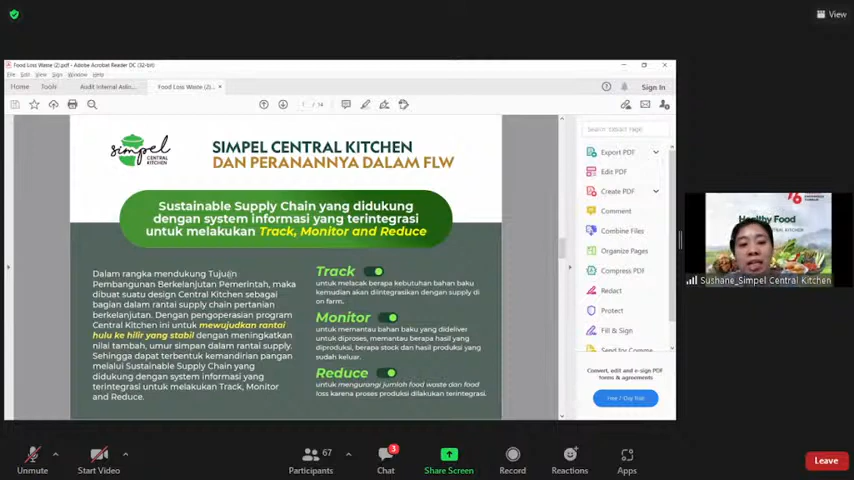 View
Food Loss Waste (2).pdf - Adobe Acrobat Reader DC (32-bit)
File Edit View Sign Window Help
Home Tools Audit Internal Adm... Food Loss Waste (2)... × Sign In
/ 14
simpel
CENTRAL
KITCHEN
SIMPEL CENTRAL KITCHEN
DAN PERANANNYA DALAM FLW
Sustainable Supply Chain yang didukung
dengan system informasi yang terintegrasi
untuk melakukan Track, Monitor and Reduce
Dalam rangka mendukung Tujuan
Pembangunan Berkelanjutan Pemerintah, maka
dibuat suatu design Central Kitchen sebagai
bagian dalam rantai supply chain pertanian
berkelanjutan. Dengan pengoperasian program
Central Kitchen ini untuk mewujudkan rantai
hulu ke hilir yang stabil dengan meningkatkan
nilai tambah, umur simpan dalam rantai supply.
Sehingga dapat terbentuk kemandirian pangan
melalui Sustainable Supply Chain yang
didukung dengan system informasi yang
terintegrasi untuk melakukan Track, Monitor
and Reduce.
Track
untuk melacak berapa kebutuhan bahan baku
kemudian akan diintegrasikan dengan supply di
on farm.
Monitor
untuk memantau bahan baku yang dideliver
untuk diproses, memantau berapa hasil yang
diproduksi, berapa stock dan hasil produksi yang
sudah keluar.
Reduce
untuk mengurangi jumlah food waste dan food
loss karena proses produksi dilakukan terintegrasi.
Export PDF
Edit PDF
Create PDF
Comment
Combine Files
Organize Pages
Compress PDF
Redact
Protect
Fill & Sign
Send for Comme...
Convert, edit and e-sign PDF
forms & agreements
Free 7-Day Trial
Healthy Food
Sushane_Simpel Central Kitchen
Unmute
Start Video
67
Participants
3
Chat
Share Screen
Record
Reactions
Apps
Leave